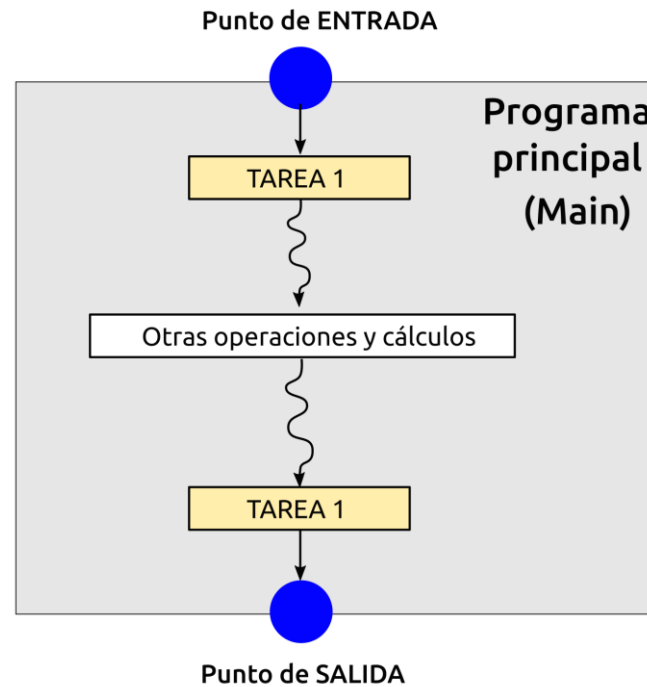 Punto de ENTRADA
Programa
principal
(Main)
TAREA 1
Otras operaciones y cálculos
TAREA 1
Punto de SALIDA